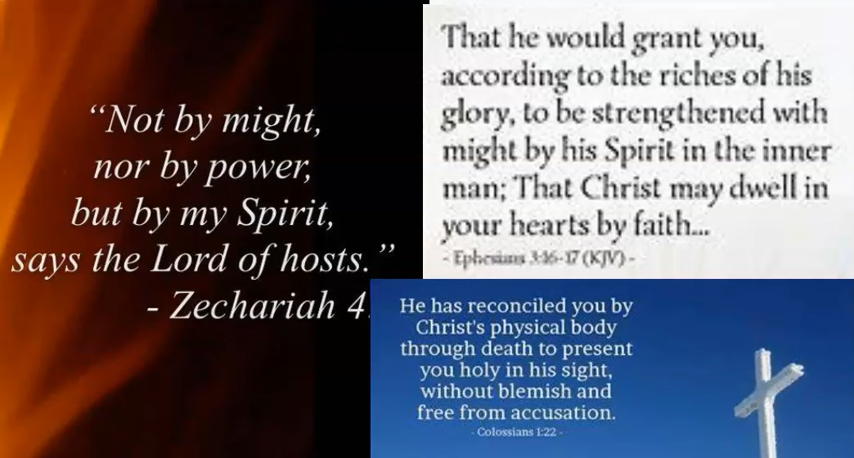 “Not by might,
nor by power,
but by my Spirit,
says the Lord of hosts.”
- Zechariah 4
That he would grant you,
according to the riches of his
glory, to be strengthened with
might by his Spirit in the inner
man; That Christ may dwell in
your hearts by faith...
- Ephesians 3:16-17 (KJV) -
He has reconciled you by
Christ's physical body
through death to present
you holy in his sight,
without blemish and
free from accusation.
- Colossians 1:22 -